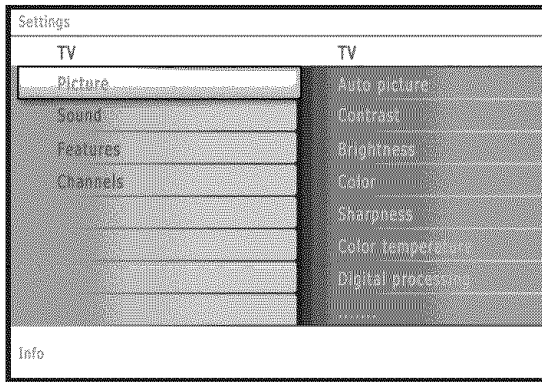 Settings
TV
Picture
Sound
Features
Channels
TV
Auto picture
Contrast
Brightness
Color
Sharpness
Color temperature
Digital processing
.......
Info